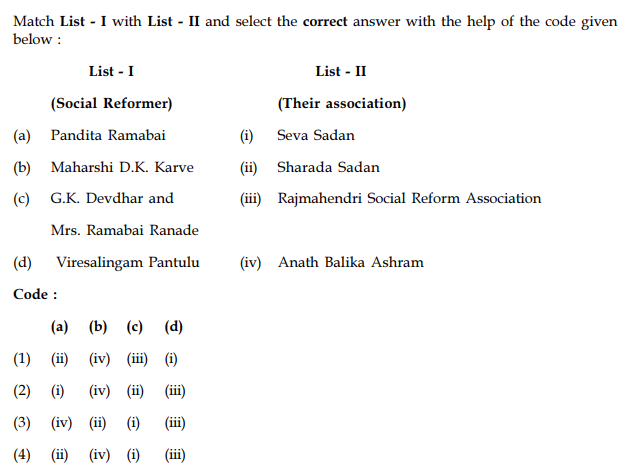 Match List - I with List - II and select the correct answer with the help of the code given
below :
List - I List - II
(Social Reformer) (Their association)
(a) Pandita Ramabai (i) Seva Sadan
(b) Maharshi D.K. Karve (ii) Sharada Sadan
(c) G.K. Devdhar and (iii) Rajmahendri Social Reform Association
Mrs. Ramabai Ranade
(d) Viresalingam Pantulu (iv) Anath Balika Ashram
Code :
(a) (b) (c) (d)
(1) (ii) (iv) (iii) (i)
(2) (i) (iv) (ii) (iii)
(3) (iv) (ii) (i) (iii)
(4) (ii) (iv) (i) (iii)